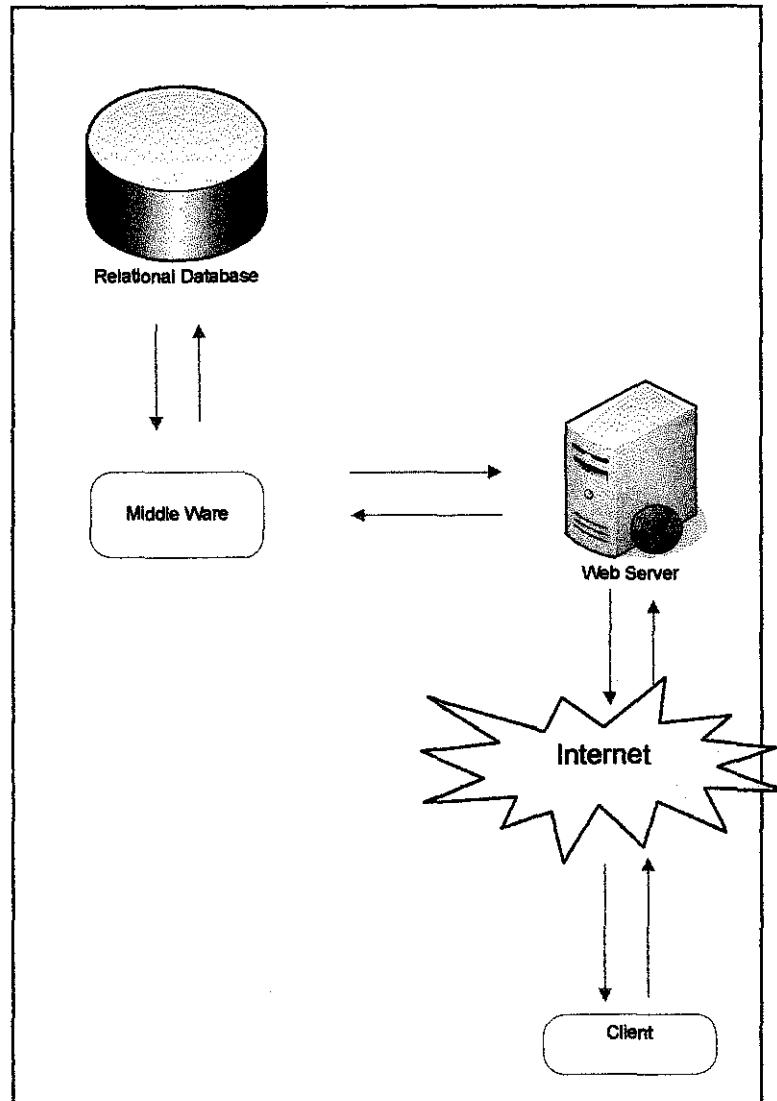 Relational Database
Middle Ware
Web Server
Internet
Client